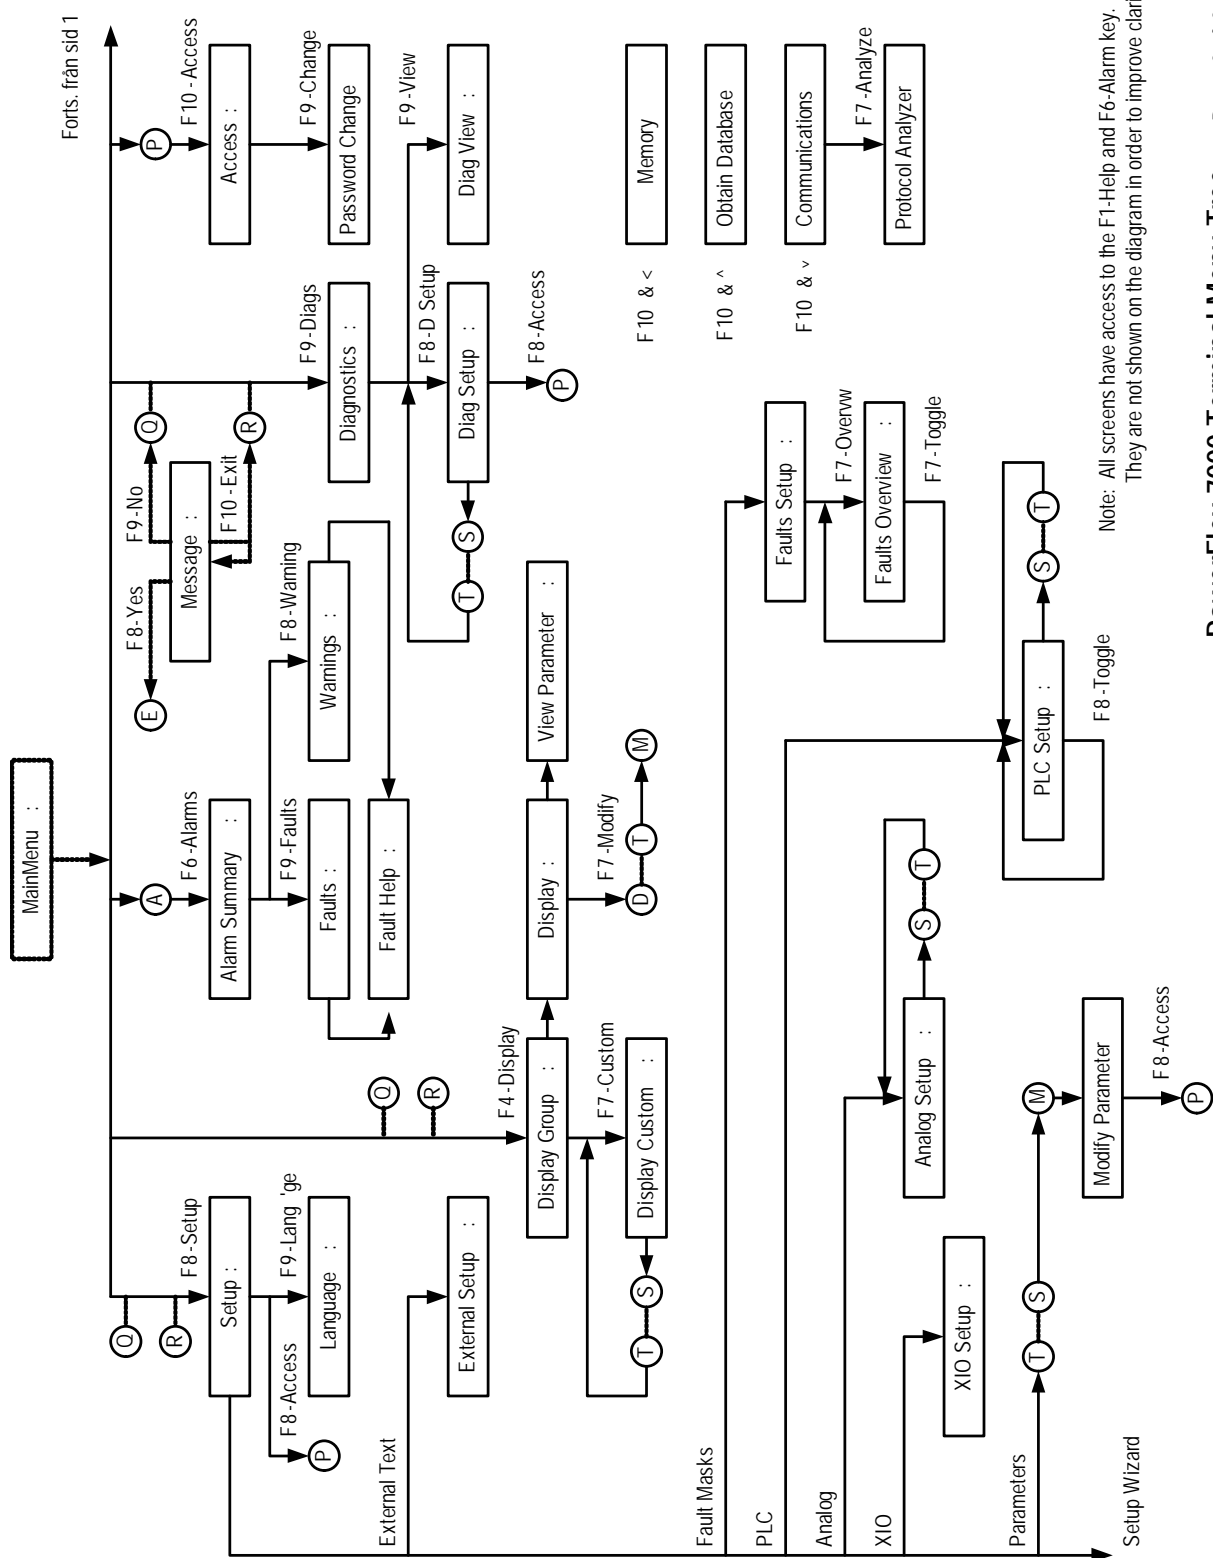 MainMenu :
Forts. från sid 1
Q
R
F8-Setup
Setup :
F8-Access
P
F9-Lang 'ge
Language :
A
F6-Alarms
Alarm Summary :
F9-Faults
Faults :
Fault Help :
F8-Warning
Warnings :
E
F8-Yes
F9-No
Message :
F10-Exit
Q
R
F9-Diags
Diagnostics :
F8-D Setup
Diag Setup :
F8-Access
P
S
T
F9-View
Diag View :
P
F10-Access
Access :
F9-Change
Password Change
External Text
External Setup :
Q
R
F4-Display
Display Group :
F7-Custom
Display Custom :
S
T
Display :
View Parameter :
F7-Modify
D
T
M
F10 & <
Memory
F10 & ^
Obtain Database
F10 & v
Communications
F7-Analyze
Protocol Analyzer
Fault Masks
Faults Setup :
F7-Overvw
Faults Overview :
F7-Toggle
PLC
PLC Setup :
F8-Toggle
S
T
Analog
Analog Setup :
S
T
XIO
XIO Setup :
Parameters
T
S
M
Modify Parameter
F8-Access
P
Setup Wizard
Note: All screens have access to the F1-Help and F6-Alarm key.
They are not shown on the diagram in order to improve clari